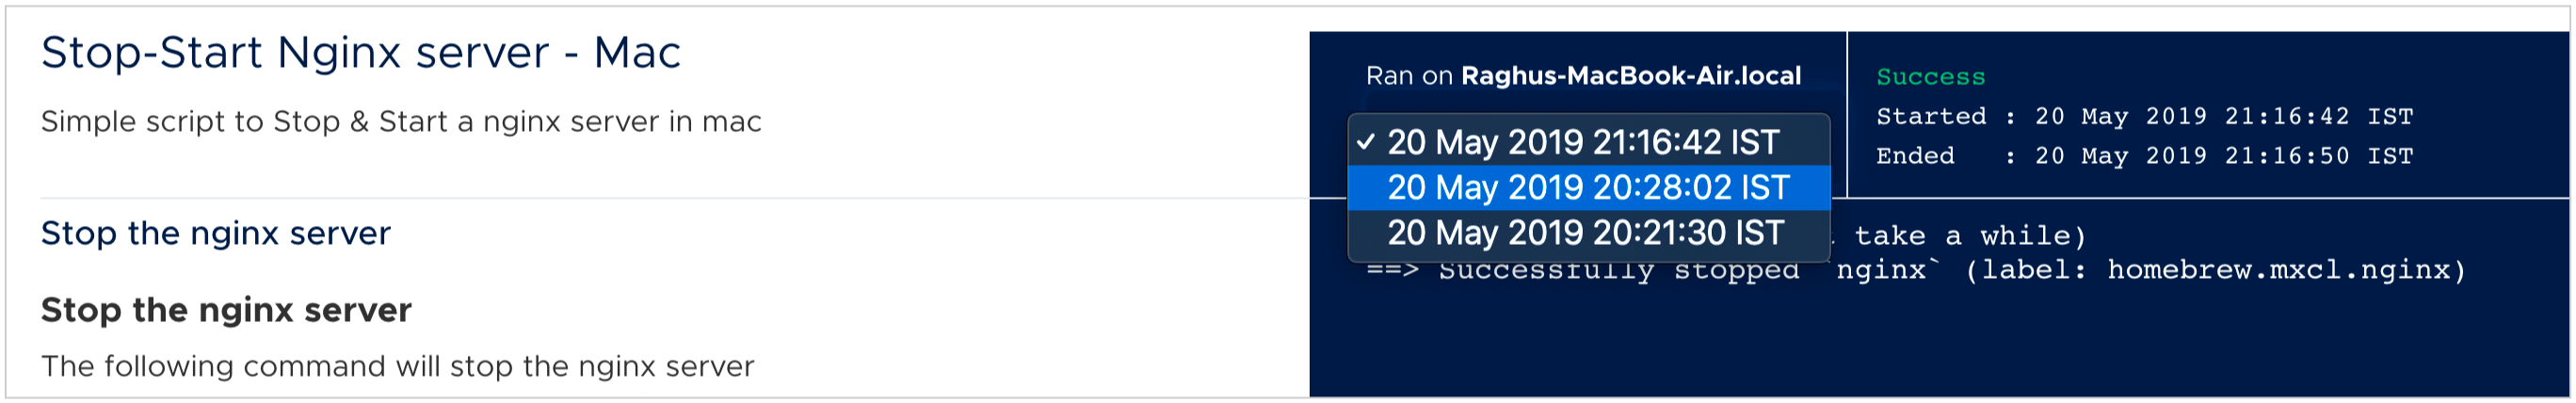 Stop-Start Nginx server - Mac
Simple script to Stop & Start a nginx server in mac
Stop the nginx server
Stop the nginx server
The following command will stop the nginx server
Ran on Raghus-MacBook-Air.local
✓ 20 May 2019 21:16:42 IST
20 May 2019 20:28:02 IST
20 May 2019 20:21:30 IST
Success
Started : 20 May 2019 21:16:42 IST
Ended : 20 May 2019 21:16:50 IST
take a while)
==> Successfully stopped `nginx` (label: homebrew.mxcl.nginx)